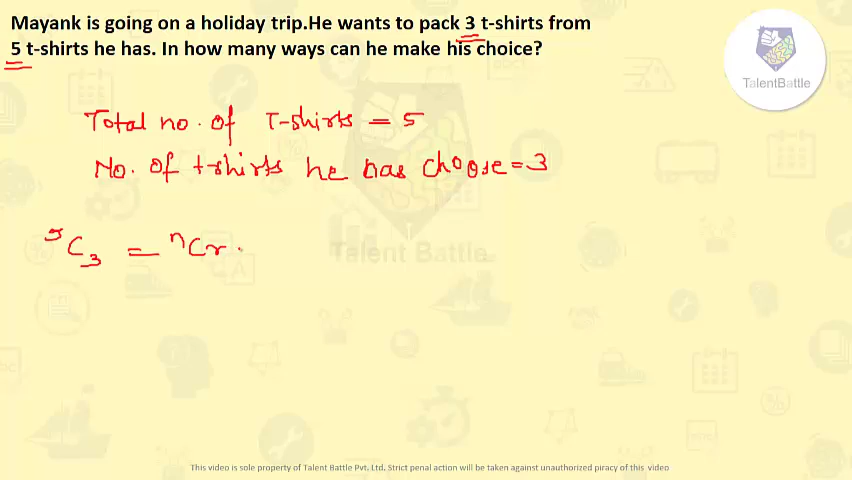 Mayank is going on a holiday trip.He wants to pack 3 t-shirts from
5 t-shirts he has. In how many ways can he make his choice?
TalentBattle
Total no. of T-shirts = 5
No. of t-shirts he has choose = 3
⁵C₃ = ⁿCr
Talent Battle
This video is sole property of Talent Battle Pvt. Ltd. Strict penal action will be taken against unauthorized piracy of this video